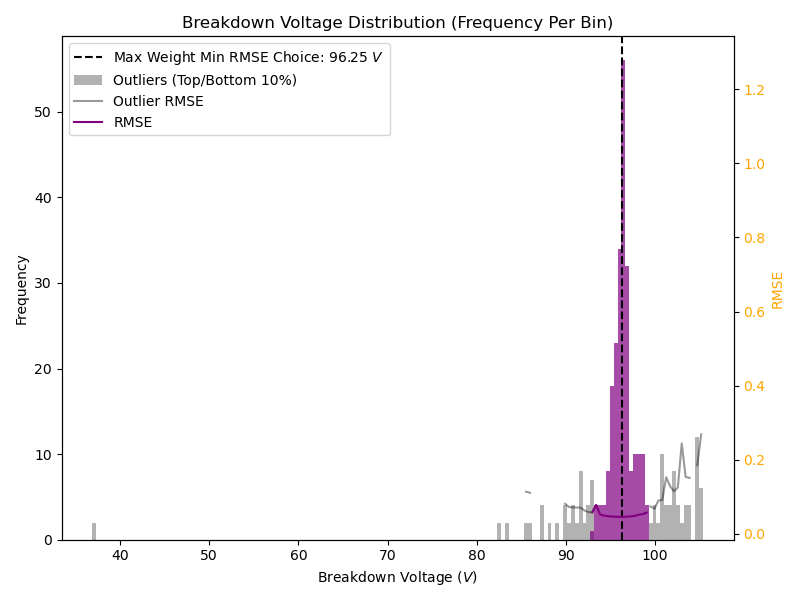 Breakdown Voltage Distribution (Frequency Per Bin)
Max Weight Min RMSE Choice: 96.25 V
Outliers (Top/Bottom 10%)
Outlier RMSE
RMSE
50
40
30
20
10
0
Frequency
1.2
1.0
0.8
0.6
0.4
0.2
0.0
RMSE
40 50 60 70 80 90 100
Breakdown Voltage (V)